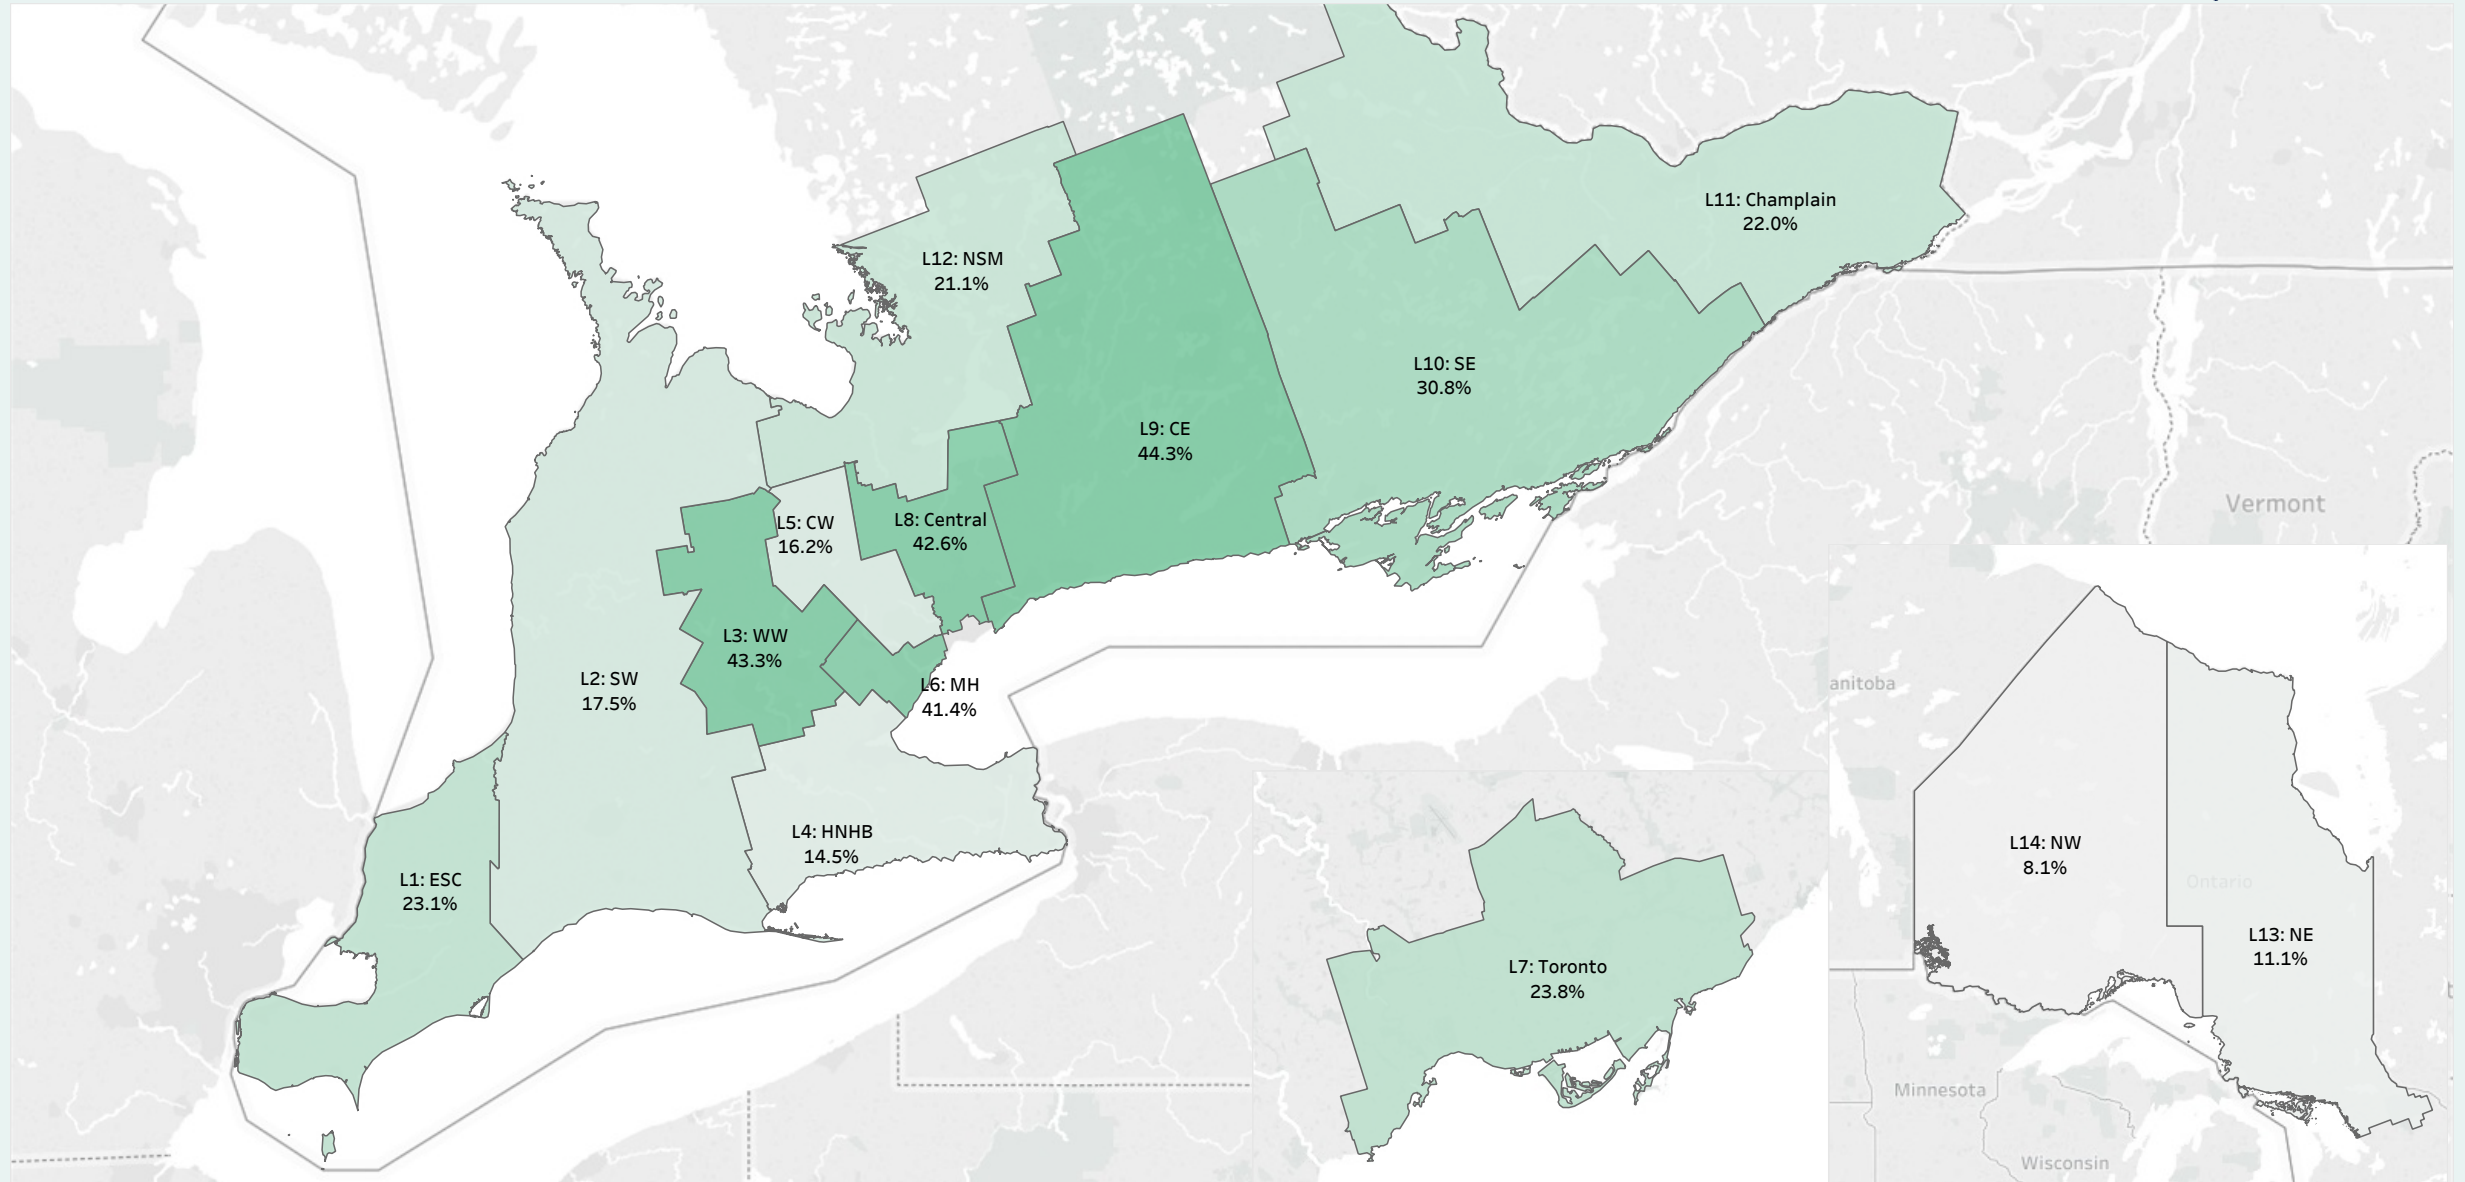 L11: Champlain
22.0%
L12: NSM
21.1%
L10: SE
30.8%
L9: CE
44.3%
Vermont
L5: CW
16.2%
L8: Central
42.6%
L3: WW
43.3%
L2: SW
17.5%
L6: MH
41.4%
anitoba
L4: HNHB
14.5%
L14: NW
8.1%
Ontario
L1: ESC
23.1%
L13: NE
11.1%
L7: Toronto
23.8%
Minnesota
Wisconsin